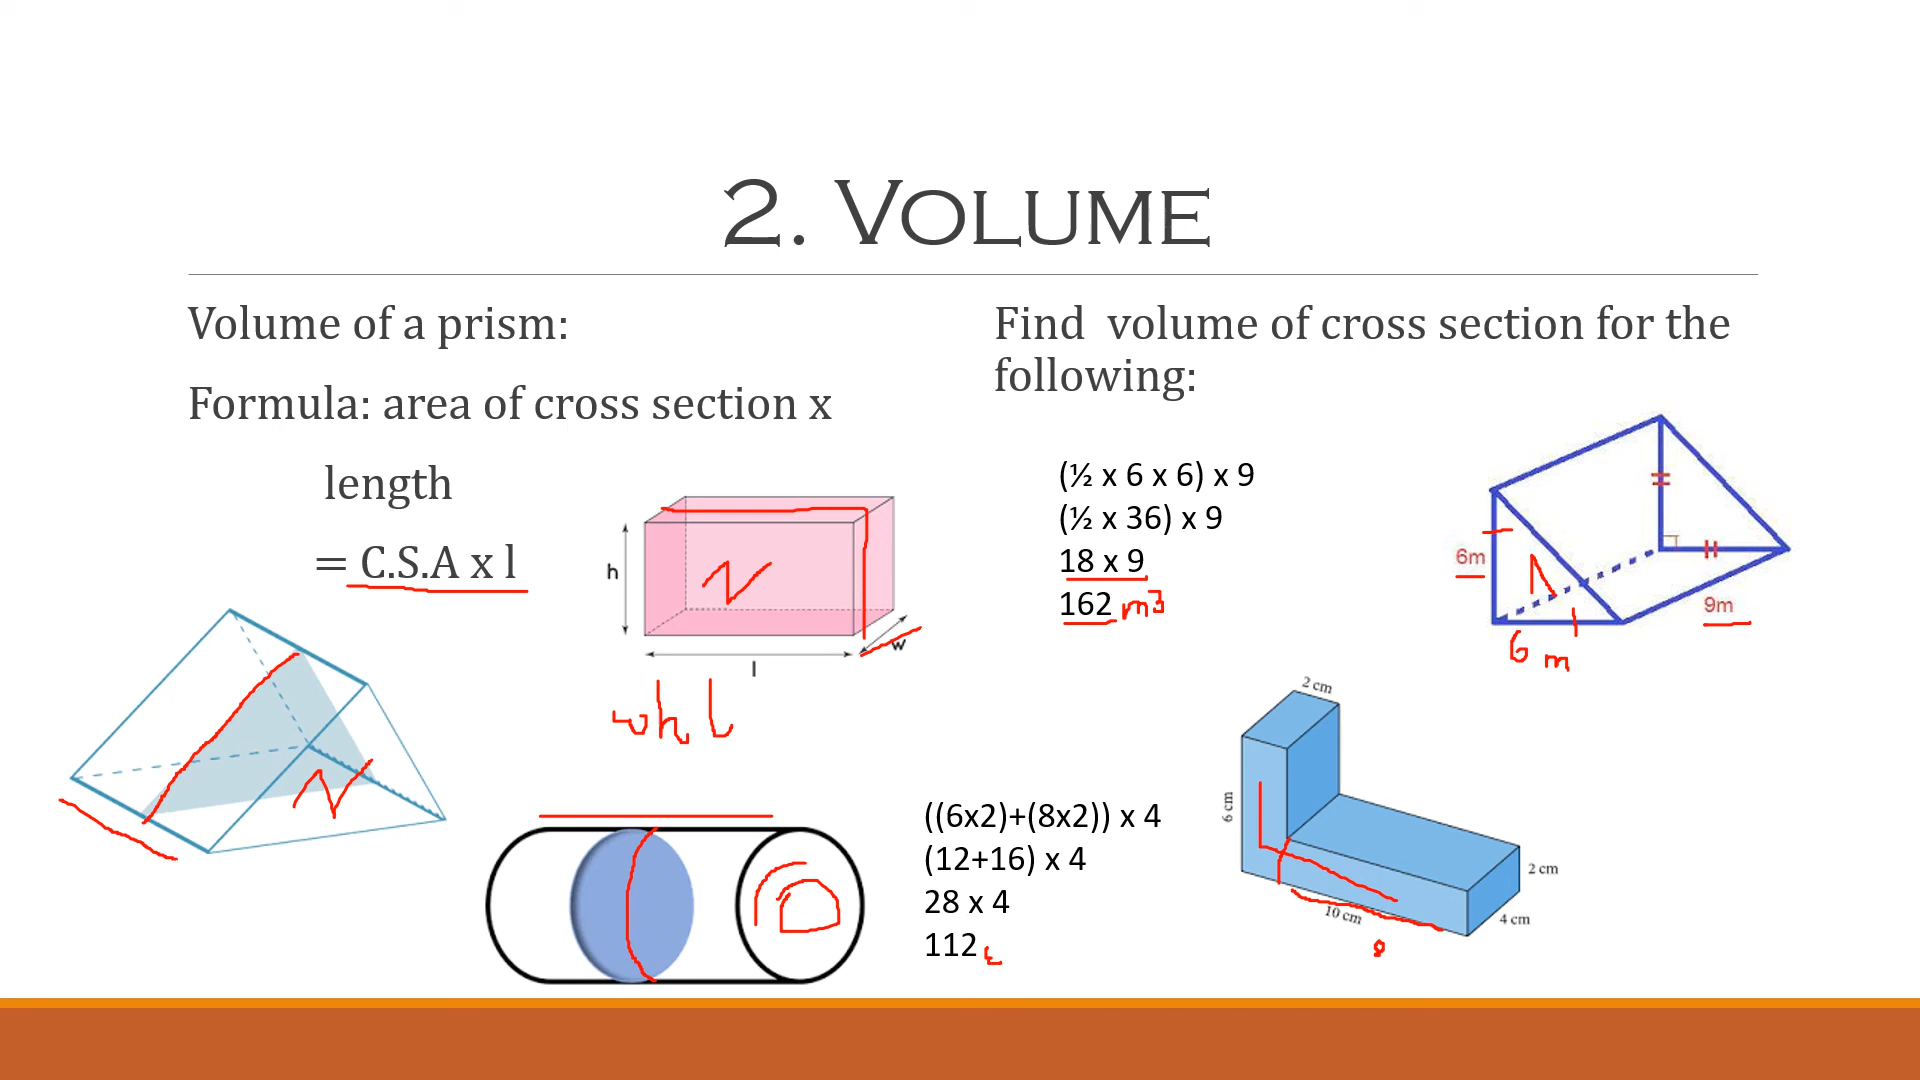 2. VOLUME
Volume of a prism:
Formula: area of cross section x
length
= C.S.A x l
h
w
l
whl
Find volume of cross section for the
following:
(½ x 6 x 6) x 9
(½ x 36) x 9
18 x 9
162 m3
6m
9m
6 m
((6x2)+(8x2)) x 4
(12+16) x 4
28 x 4
112
2 cm
6 cm
2 cm
10 cm
4 cm